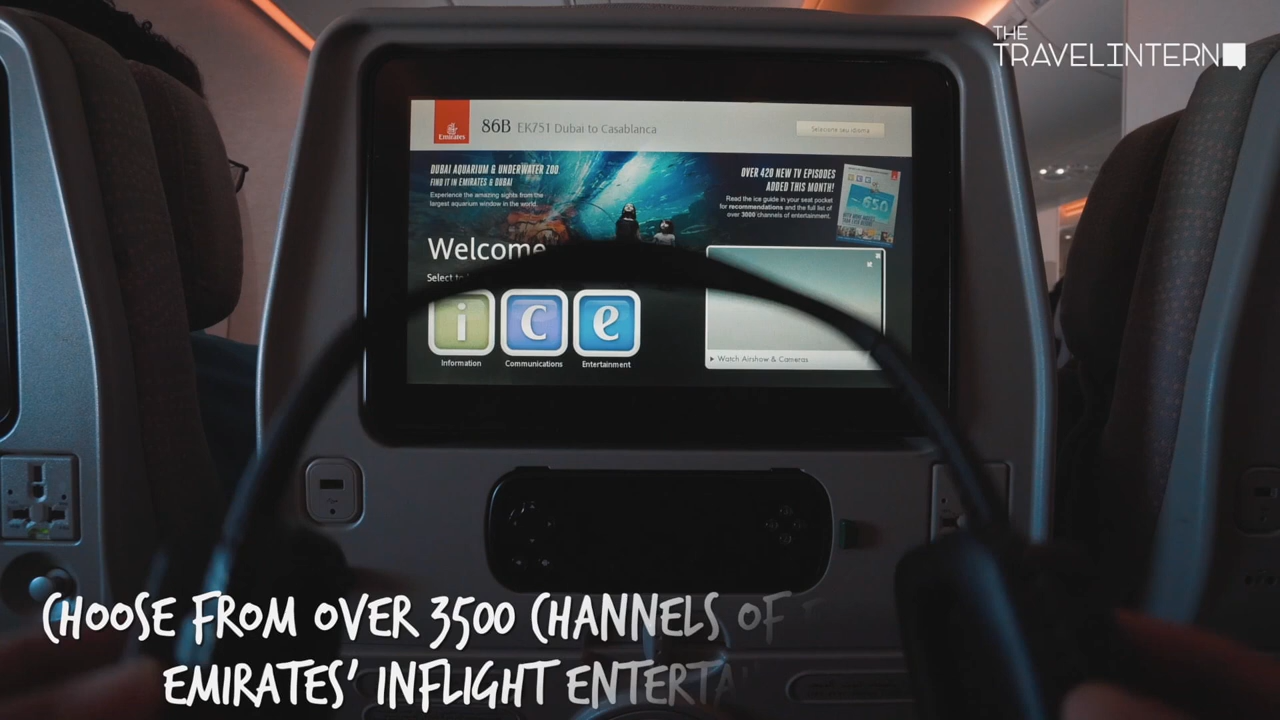 THE
TRAVELINTERN
Emirates
86B EK751 Dubai to Casablanca
Selecione seu idioma
DUBAI AQUARIUM & UNDERWATER ZOO
FIND IT IN EMIRATES & DUBAI
Experience the amazing sights from the
largest aquarium window in the world.
OVER 420 NEW TV EPISODES
ADDED THIS MONTH!
Read the ice guide in your seat pocket
for recommendations and the full list of
over 3600 channels of entertainment.
650
Welcome
Select
i c e
Information Communications Entertainment
Watch Airshow & Cameras
CHOOSE FROM OVER 3500 CHANNELS OF
EMIRATES' INFLIGHT ENTERTA